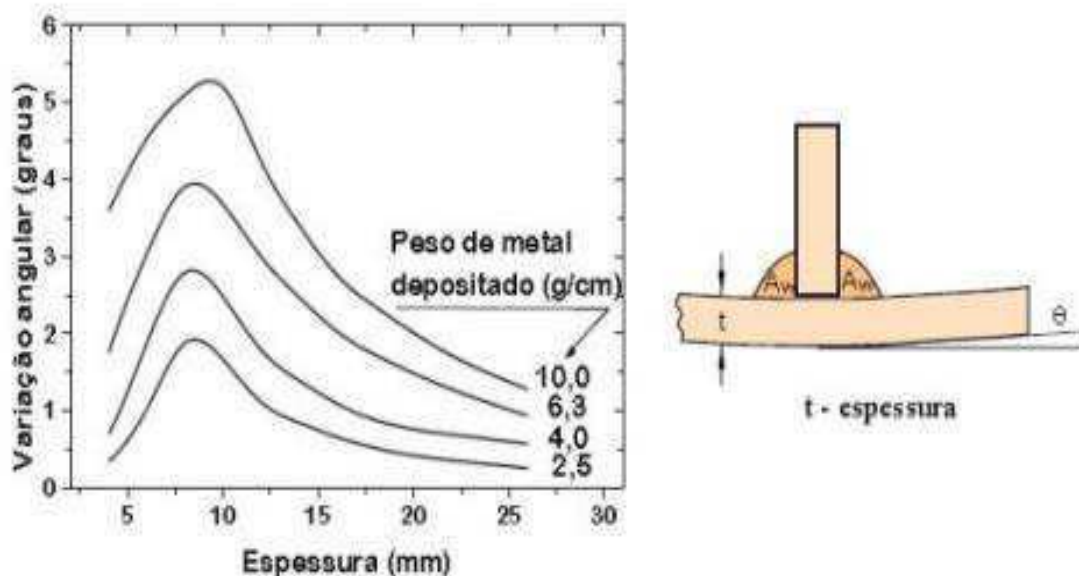 Variação angular (graus)
6
5
4
3
2
1
0
5
10
15
20
25
30
Espessura (mm)
Peso de metal
depositado (g/cm)
10,0
6,3
4,0
2,5
Aw
Aw
t
θ
t - espessura